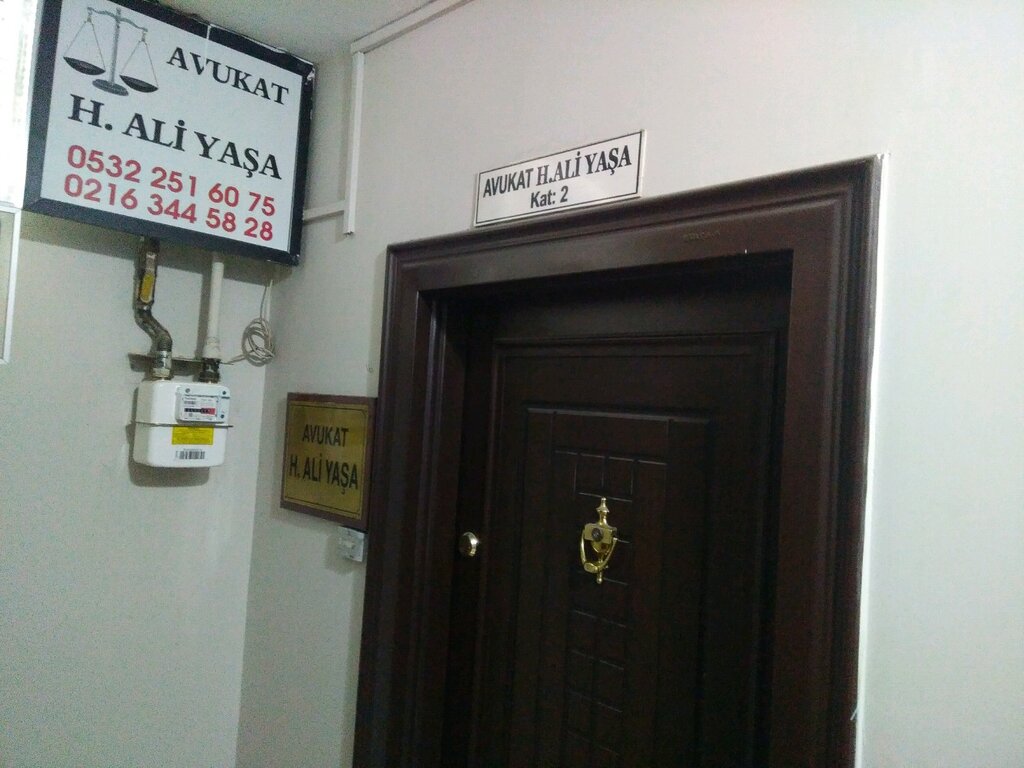 AVUKAT
H. ALİ YAŞA
0532 251 60 75
0216 344 58 28
AVUKAT H.ALİ YAŞA
Kat: 2
AVUKAT
H. ALİ YAŞA